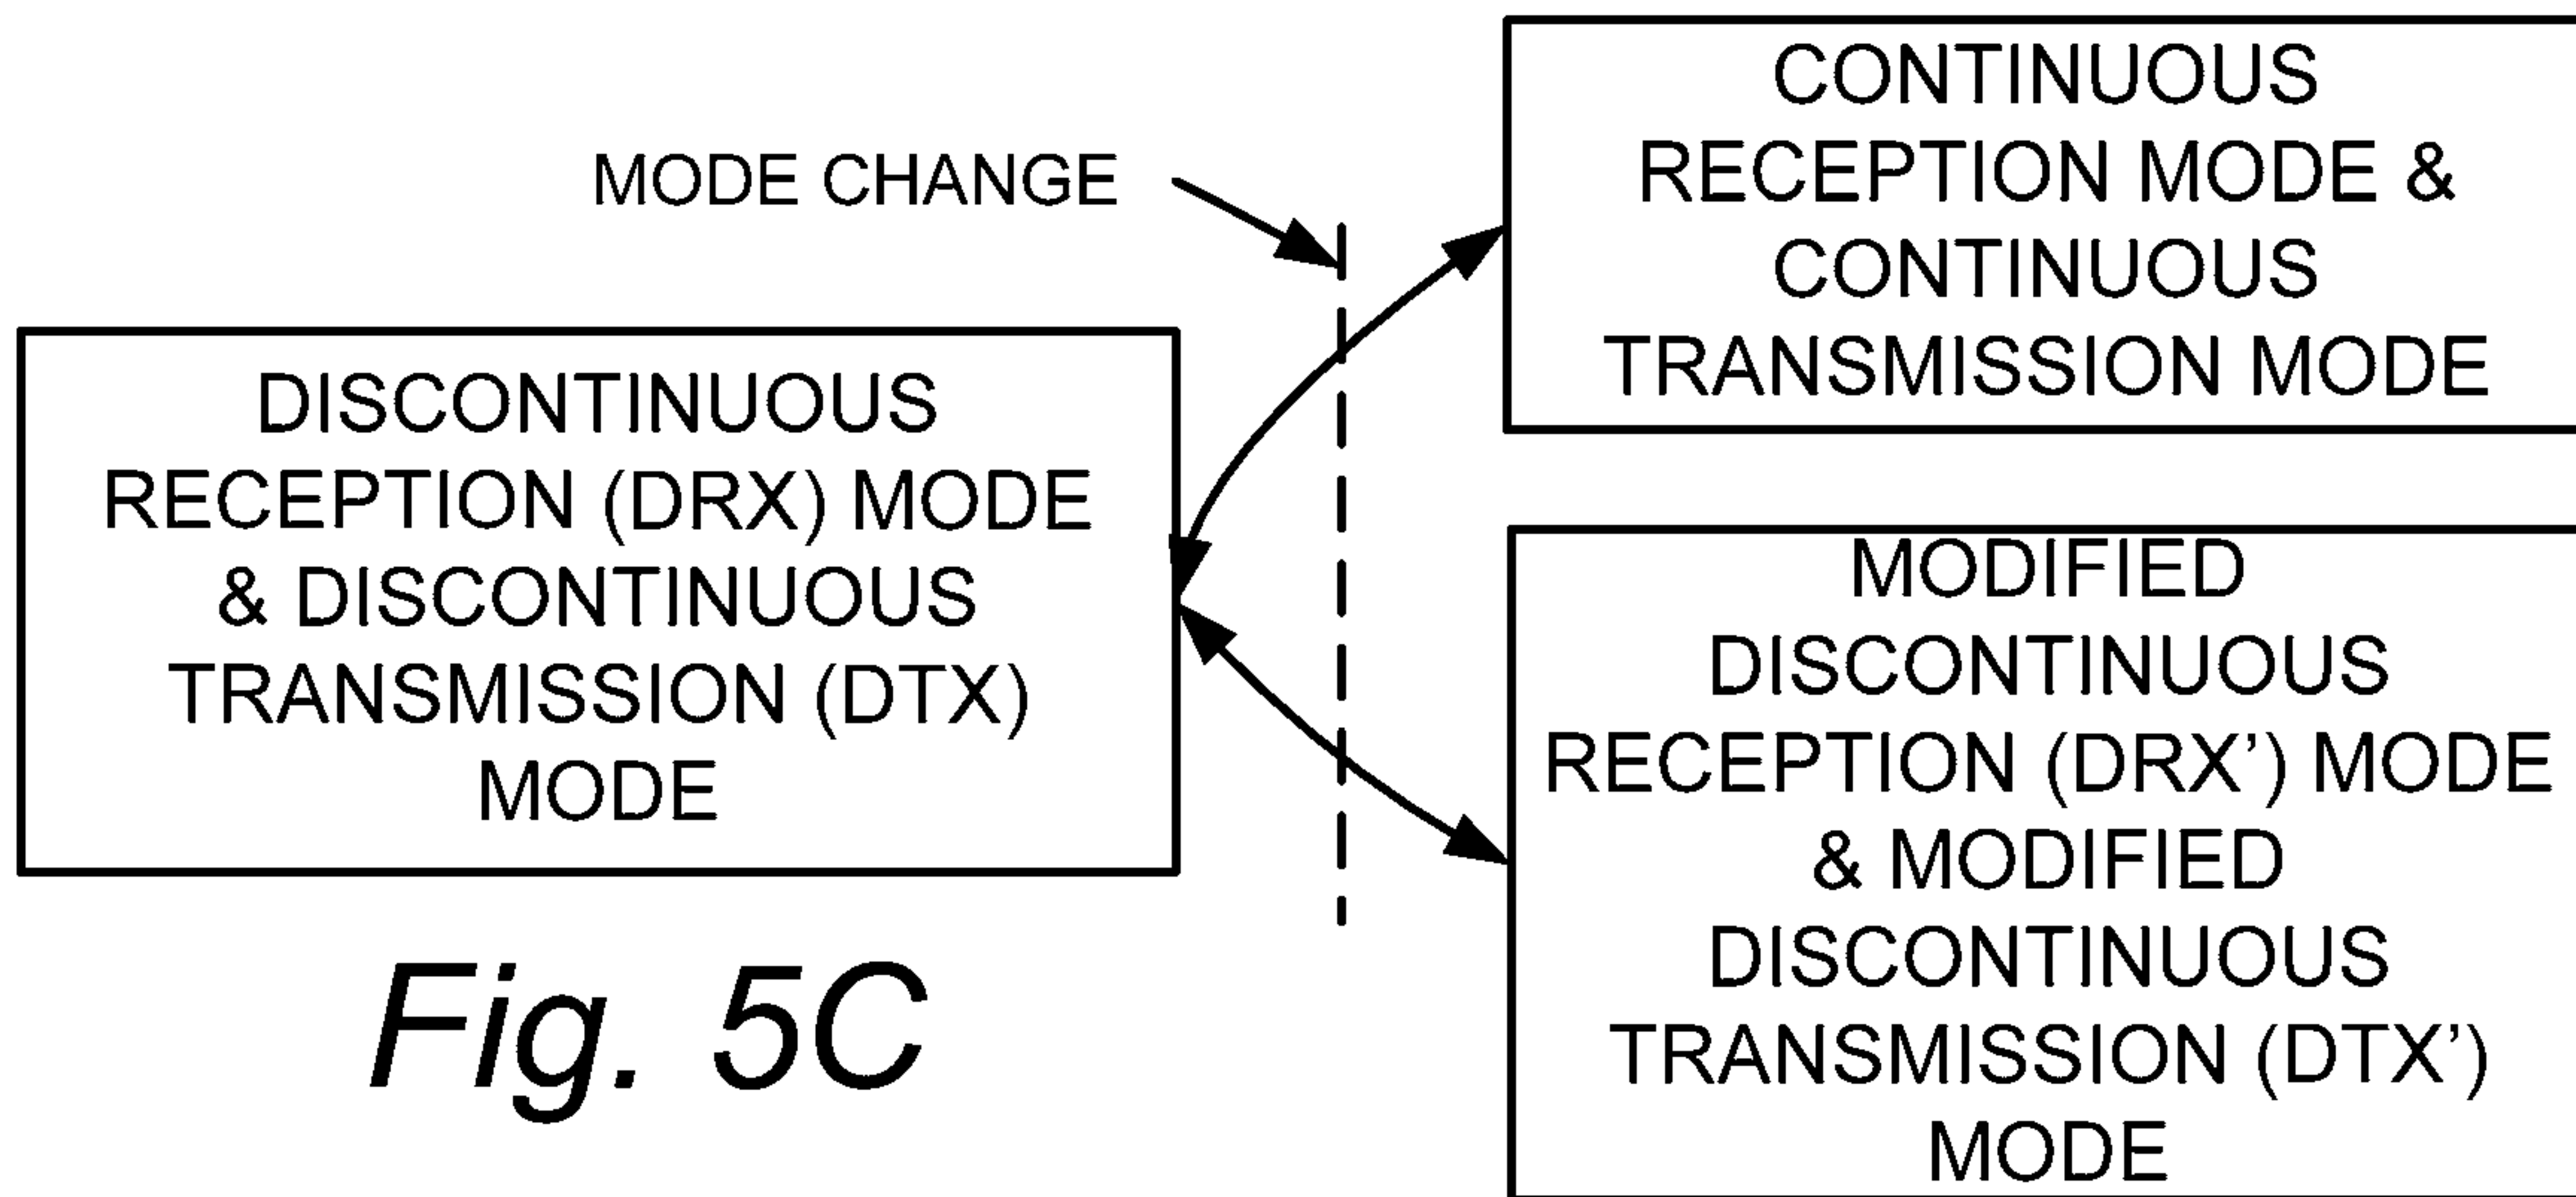 MODE CHANGE
DISCONTINUOUS
RECEPTION (DRX) MODE
& DISCONTINUOUS
TRANSMISSION (DTX)
MODE
CONTINUOUS
RECEPTION MODE &
CONTINUOUS
TRANSMISSION MODE
MODIFIED
DISCONTINUOUS
RECEPTION (DRX’) MODE
& MODIFIED
DISCONTINUOUS
TRANSMISSION (DTX’)
MODE
Fig. 5C